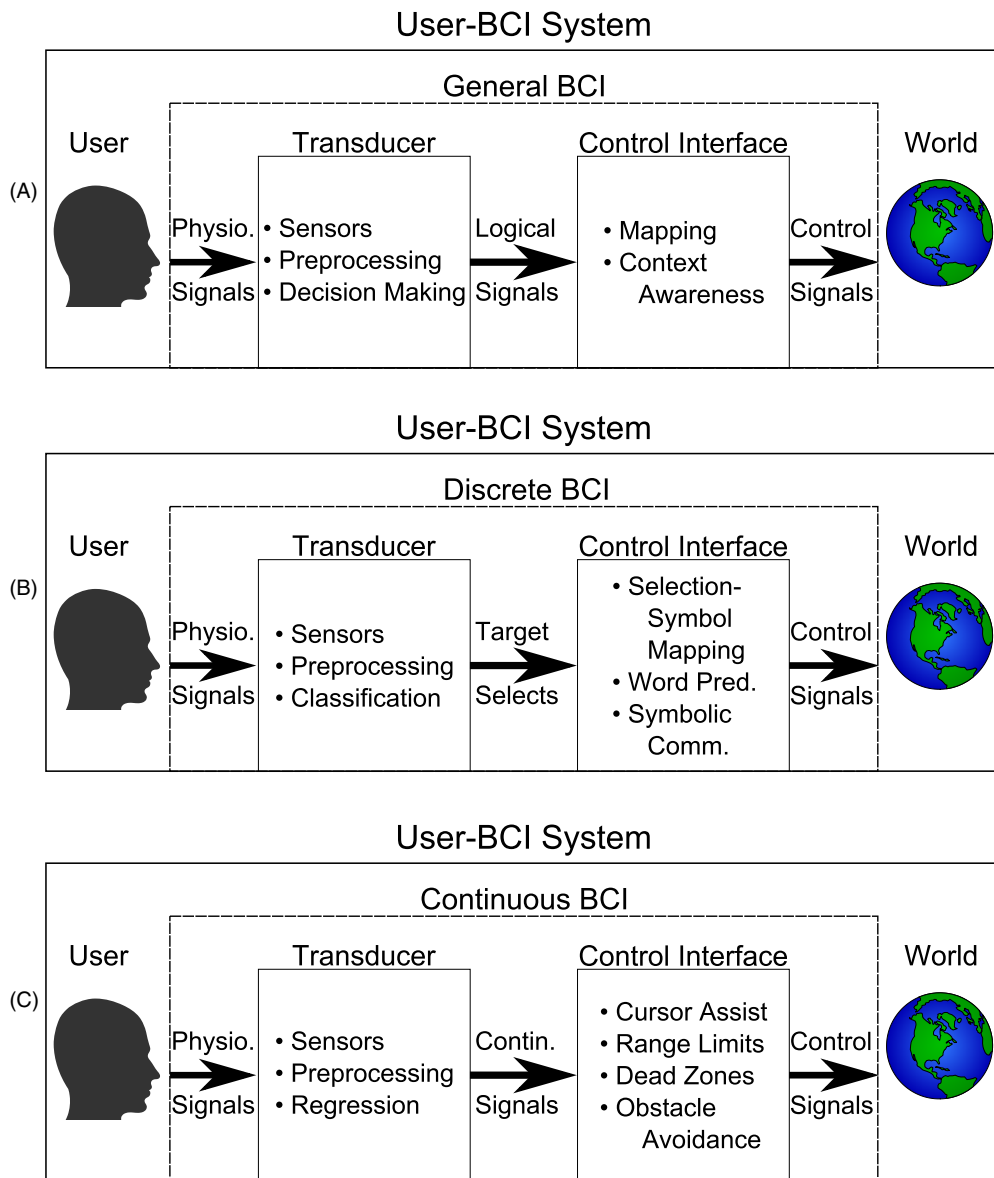 User-BCI System
General BCI
User
Transducer
Control Interface
World
(A)
Physio.
Signals
• Sensors
• Preprocessing
• Decision Making
Logical
Signals
• Mapping
• Context
Awareness
Control
Signals
User-BCI System
Discrete BCI
User
Transducer
Control Interface
World
(B)
Physio.
Signals
• Sensors
• Preprocessing
• Classification
Target
Selects
• Selection-
Symbol
Mapping
• Word Pred.
• Symbolic
Comm.
Control
Signals
User-BCI System
Continuous BCI
User
Transducer
Control Interface
World
(C)
Physio.
Signals
• Sensors
• Preprocessing
• Regression
Contin.
Signals
• Cursor Assist
• Range Limits
• Dead Zones
• Obstacle
Avoidance
Control
Signals